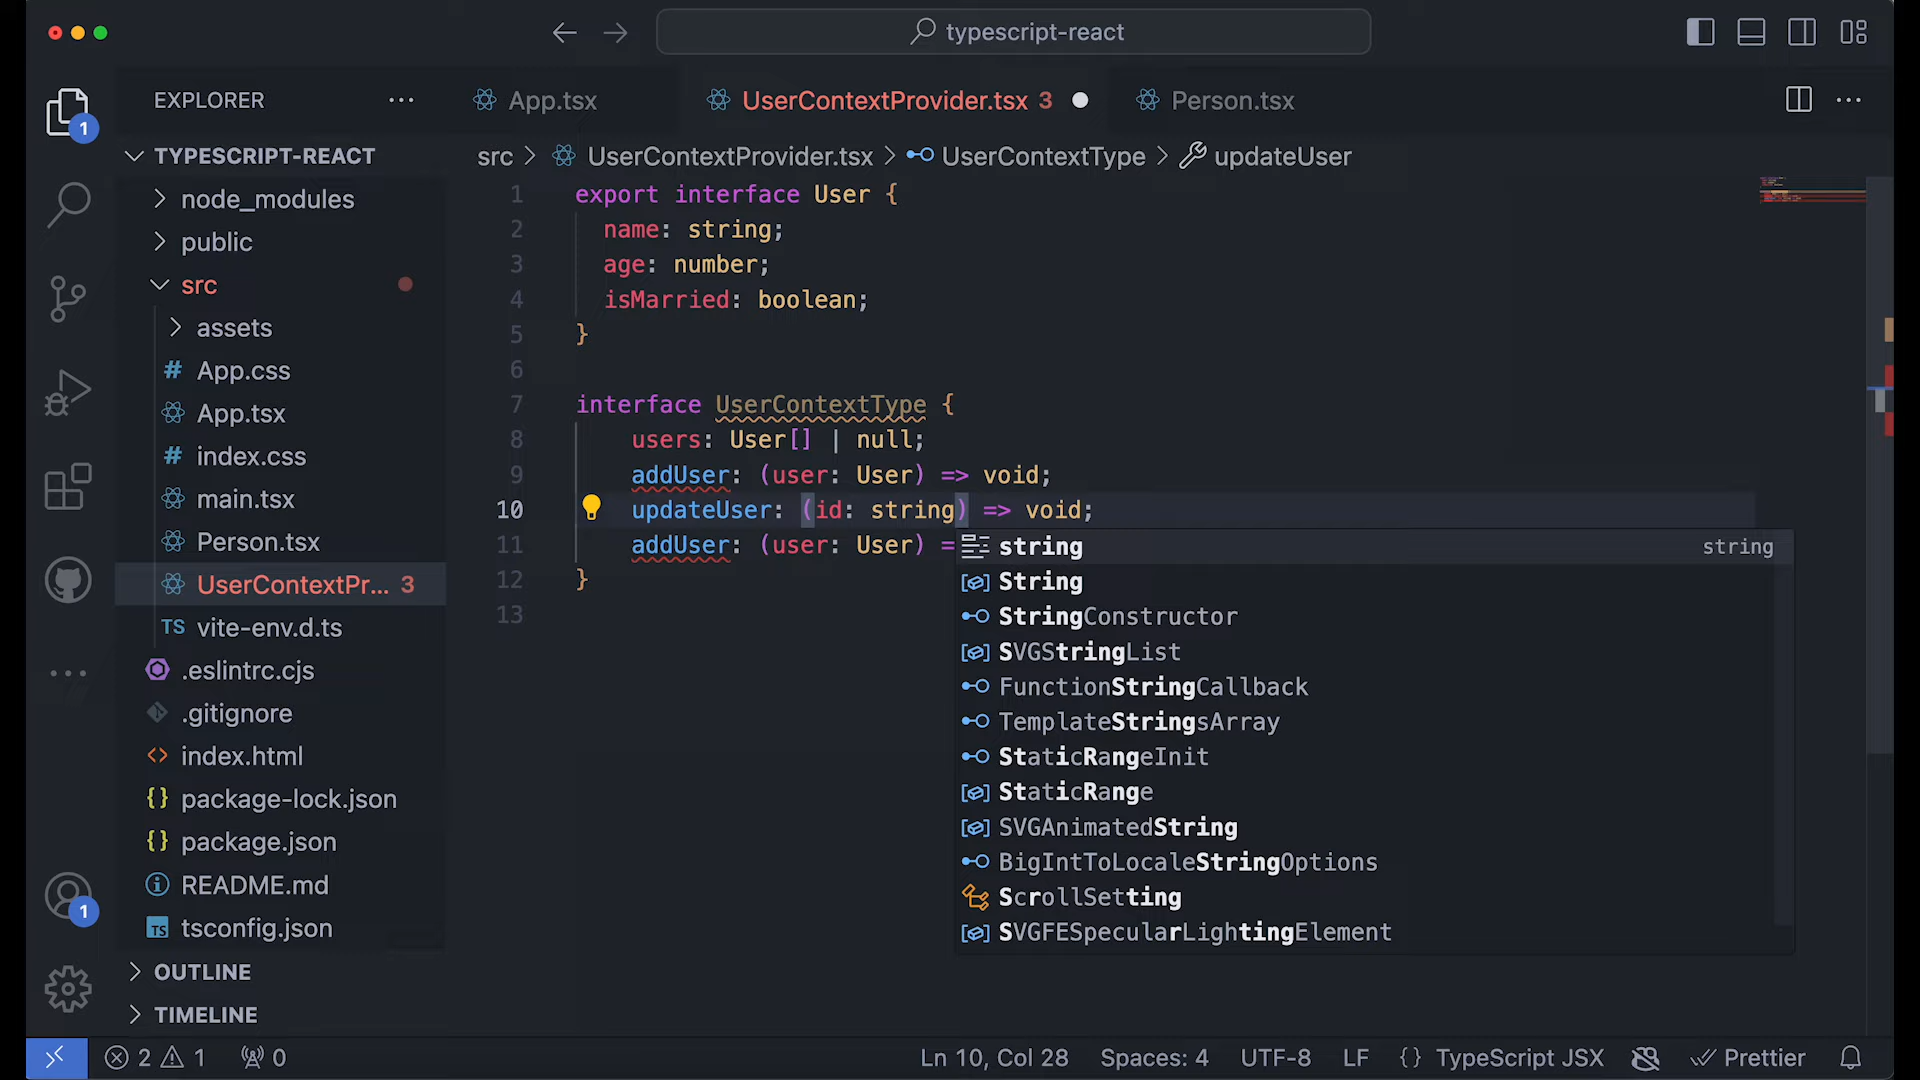 typescript-react
EXPLORER
App.tsx
UserContextProvider.tsx 3
Person.tsx
1
TYPESCRIPT-REACT
src > UserContextProvider.tsx > UserContextType > updateUser
node_modules
public
src
assets
App.css
App.tsx
index.css
main.tsx
Person.tsx
UserContextPr... 3
TS vite-env.d.ts
.eslintrc.cjs
.gitignore
index.html
package-lock.json
package.json
README.md
TS tsconfig.json
OUTLINE
TIMELINE
1
1 export interface User {
2 name: string;
3 age: number;
4 isMarried: boolean;
5 }
6
7 interface UserContextType {
8 users: User[] | null;
9 addUser: (user: User) => void;
10 updateUser: (id: string) => void;
11 addUser: (user: User) =
12 }
13
string string
String
StringConstructor
SVGStringList
FunctionStringCallback
TemplateStringsArray
StaticRangeInit
StaticRange
SVGAnimatedString
BigIntToLocaleStringOptions
ScrollSetting
SVGFESpecularLightingElement
2 1 0 Ln 10, Col 28 Spaces: 4 UTF-8 LF {} TypeScript JSX Prettier